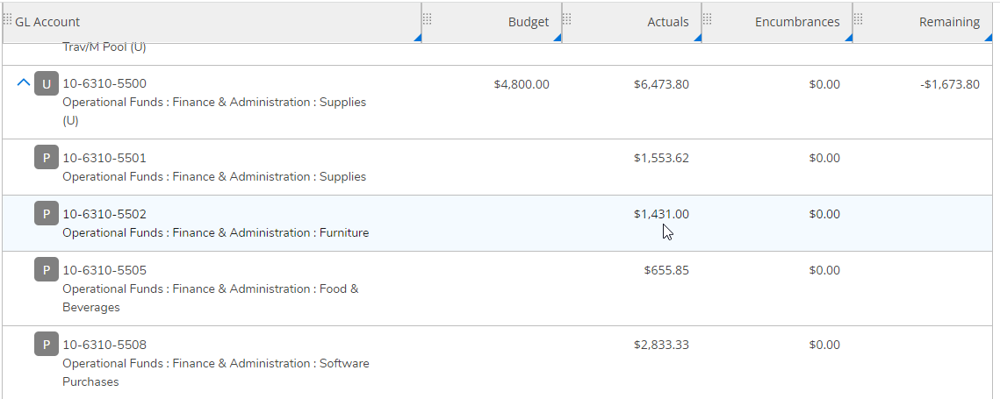 GL Account Budget Actuals Encumbrances Remaining
Trav/M Pool (U)
U 10-6310-5500 $4,800.00 $6,473.80 $0.00 -$1,673.80
Operational Funds : Finance & Administration : Supplies
(U)
P 10-6310-5501 $1,553.62 $0.00
Operational Funds : Finance & Administration : Supplies
P 10-6310-5502 $1,431.00 $0.00
Operational Funds : Finance & Administration : Furniture
P 10-6310-5505 $655.85 $0.00
Operational Funds : Finance & Administration : Food &
Beverages
P 10-6310-5508 $2,833.33 $0.00
Operational Funds : Finance & Administration : Software
Purchases